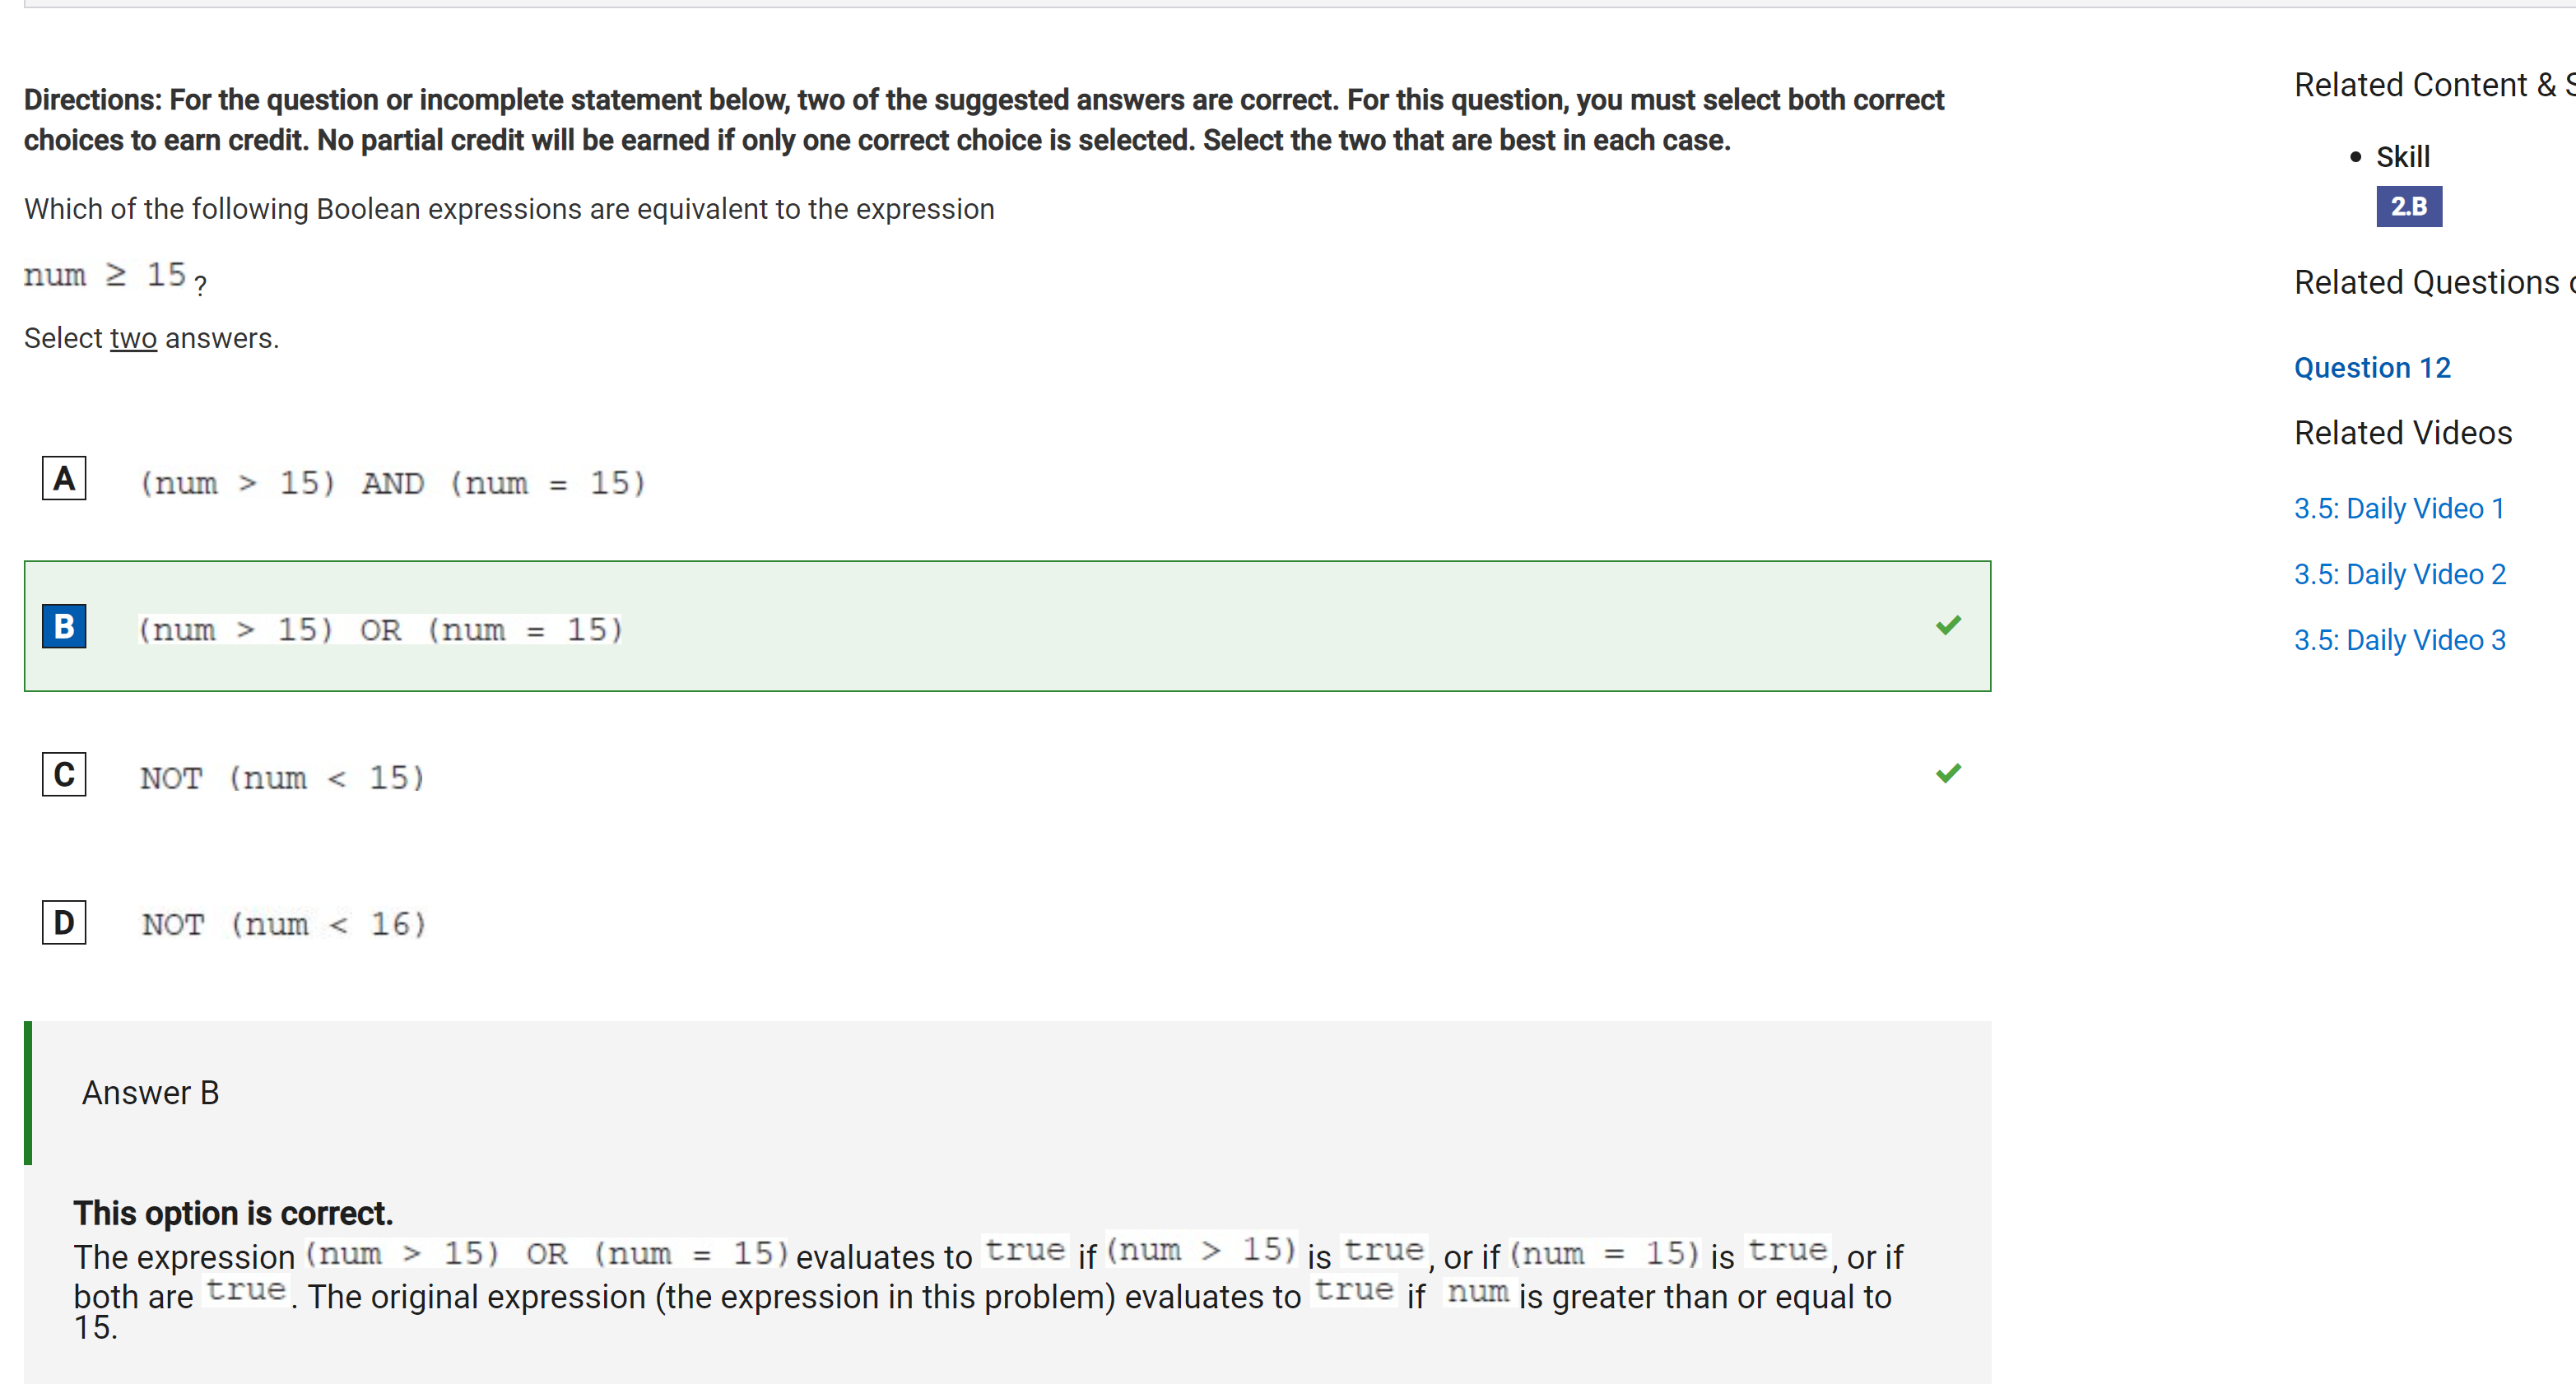 Directions: For the question or incomplete statement below, two of the suggested answers are correct. For this question, you must select both correct
choices to earn credit. No partial credit will be earned if only one correct choice is selected. Select the two that are best in each case.
Which of the following Boolean expressions are equivalent to the expression
num ≥ 15 ?
Select two answers.
A (num > 15) AND (num = 15)
B (num > 15) OR (num = 15)
C NOT (num < 15)
D NOT (num < 16)
Answer B
This option is correct.
The expression (num > 15) OR (num = 15) evaluates to true if (num > 15) is true, or if (num = 15) is true, or if
both are true. The original expression (the expression in this problem) evaluates to true if num is greater than or equal to
15.
Related Content &
Skill
2.B
Related Questions
Question 12
Related Videos
3.5: Daily Video 1
3.5: Daily Video 2
3.5: Daily Video 3